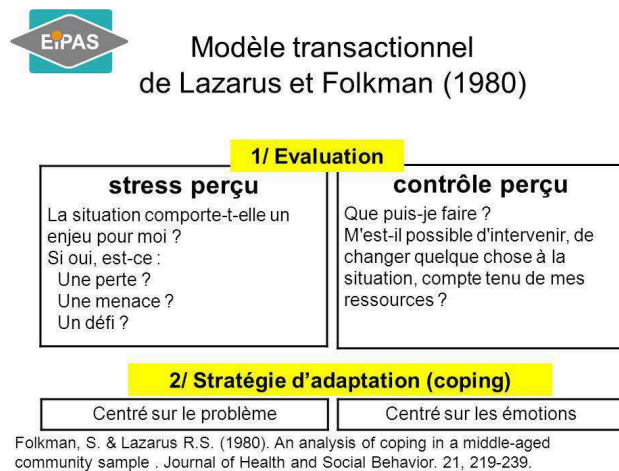 EiPAS
Modèle transactionnel
de Lazarus et Folkman (1980)
1/ Evaluation
stress perçu
La situation comporte-t-elle un
enjeu pour moi ?
Si oui, est-ce :
Une perte ?
Une menace ?
Un défi ?
contrôle perçu
Que puis-je faire ?
M'est-il possible d'intervenir, de
changer quelque chose à la
situation, compte tenu de mes
ressources ?
2/ Stratégie d'adaptation (coping)
Centré sur le problème
Centré sur les émotions
Folkman, S. & Lazarus R.S. (1980). An analysis of coping in a middle-aged
community sample . Journal of Health and Social Behavior. 21, 219-239.